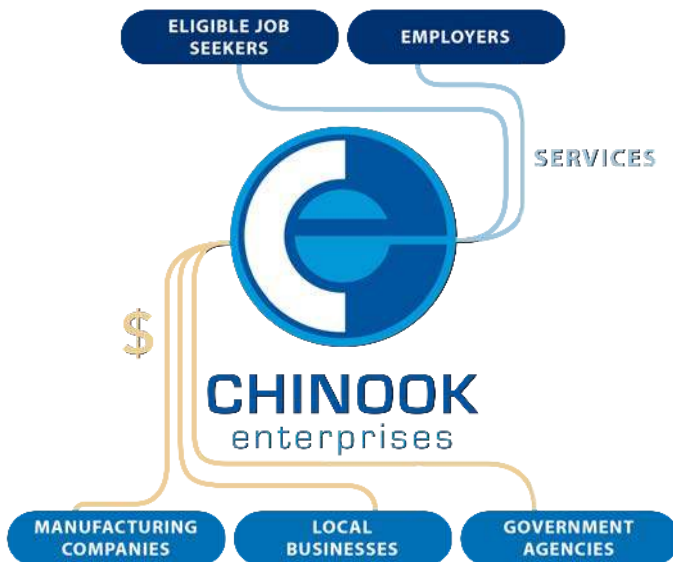 ELIGIBLE JOB
SEEKERS
EMPLOYERS
SERVICES
$
CHINOOK
enterprises
MANUFACTURING
COMPANIES
LOCAL
BUSINESSES
GOVERNMENT
AGENCIES